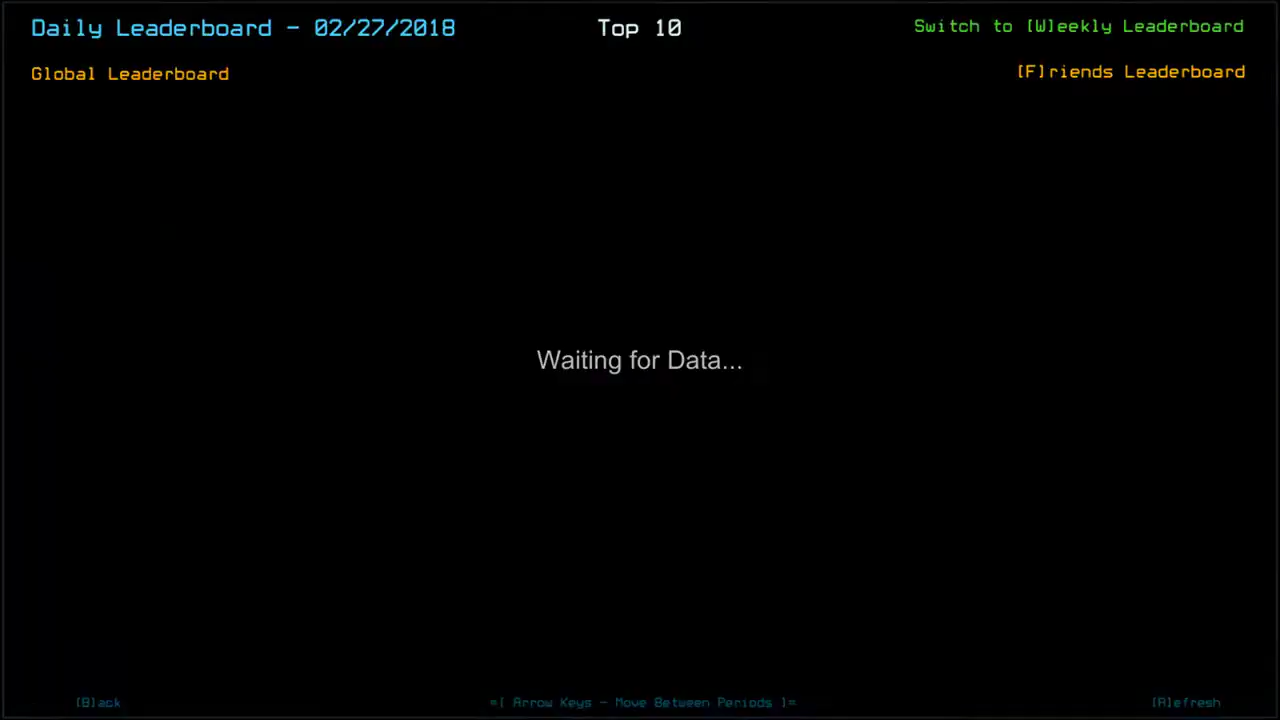 Daily Leaderboard - 02/27/2018
Top 10
Switch to [W]eekly Leaderboard
Global Leaderboard
[F]riends Leaderboard
Waiting for Data...
[B]ack
=[ Arrow Keys - Move Between Periods ]=
[R]efresh